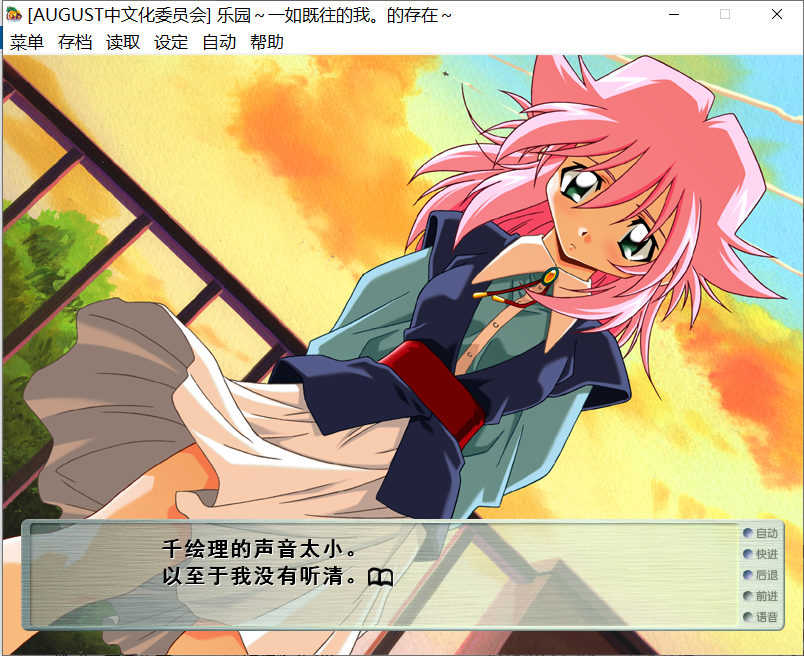 [AUGUST中文化委员会] 乐园～一如既往的我。的存在～
菜单 存档 读取 设定 自动 帮助
千绘理的声音太小。
以至于我没有听清。
自动
快进
后退
前进
语音